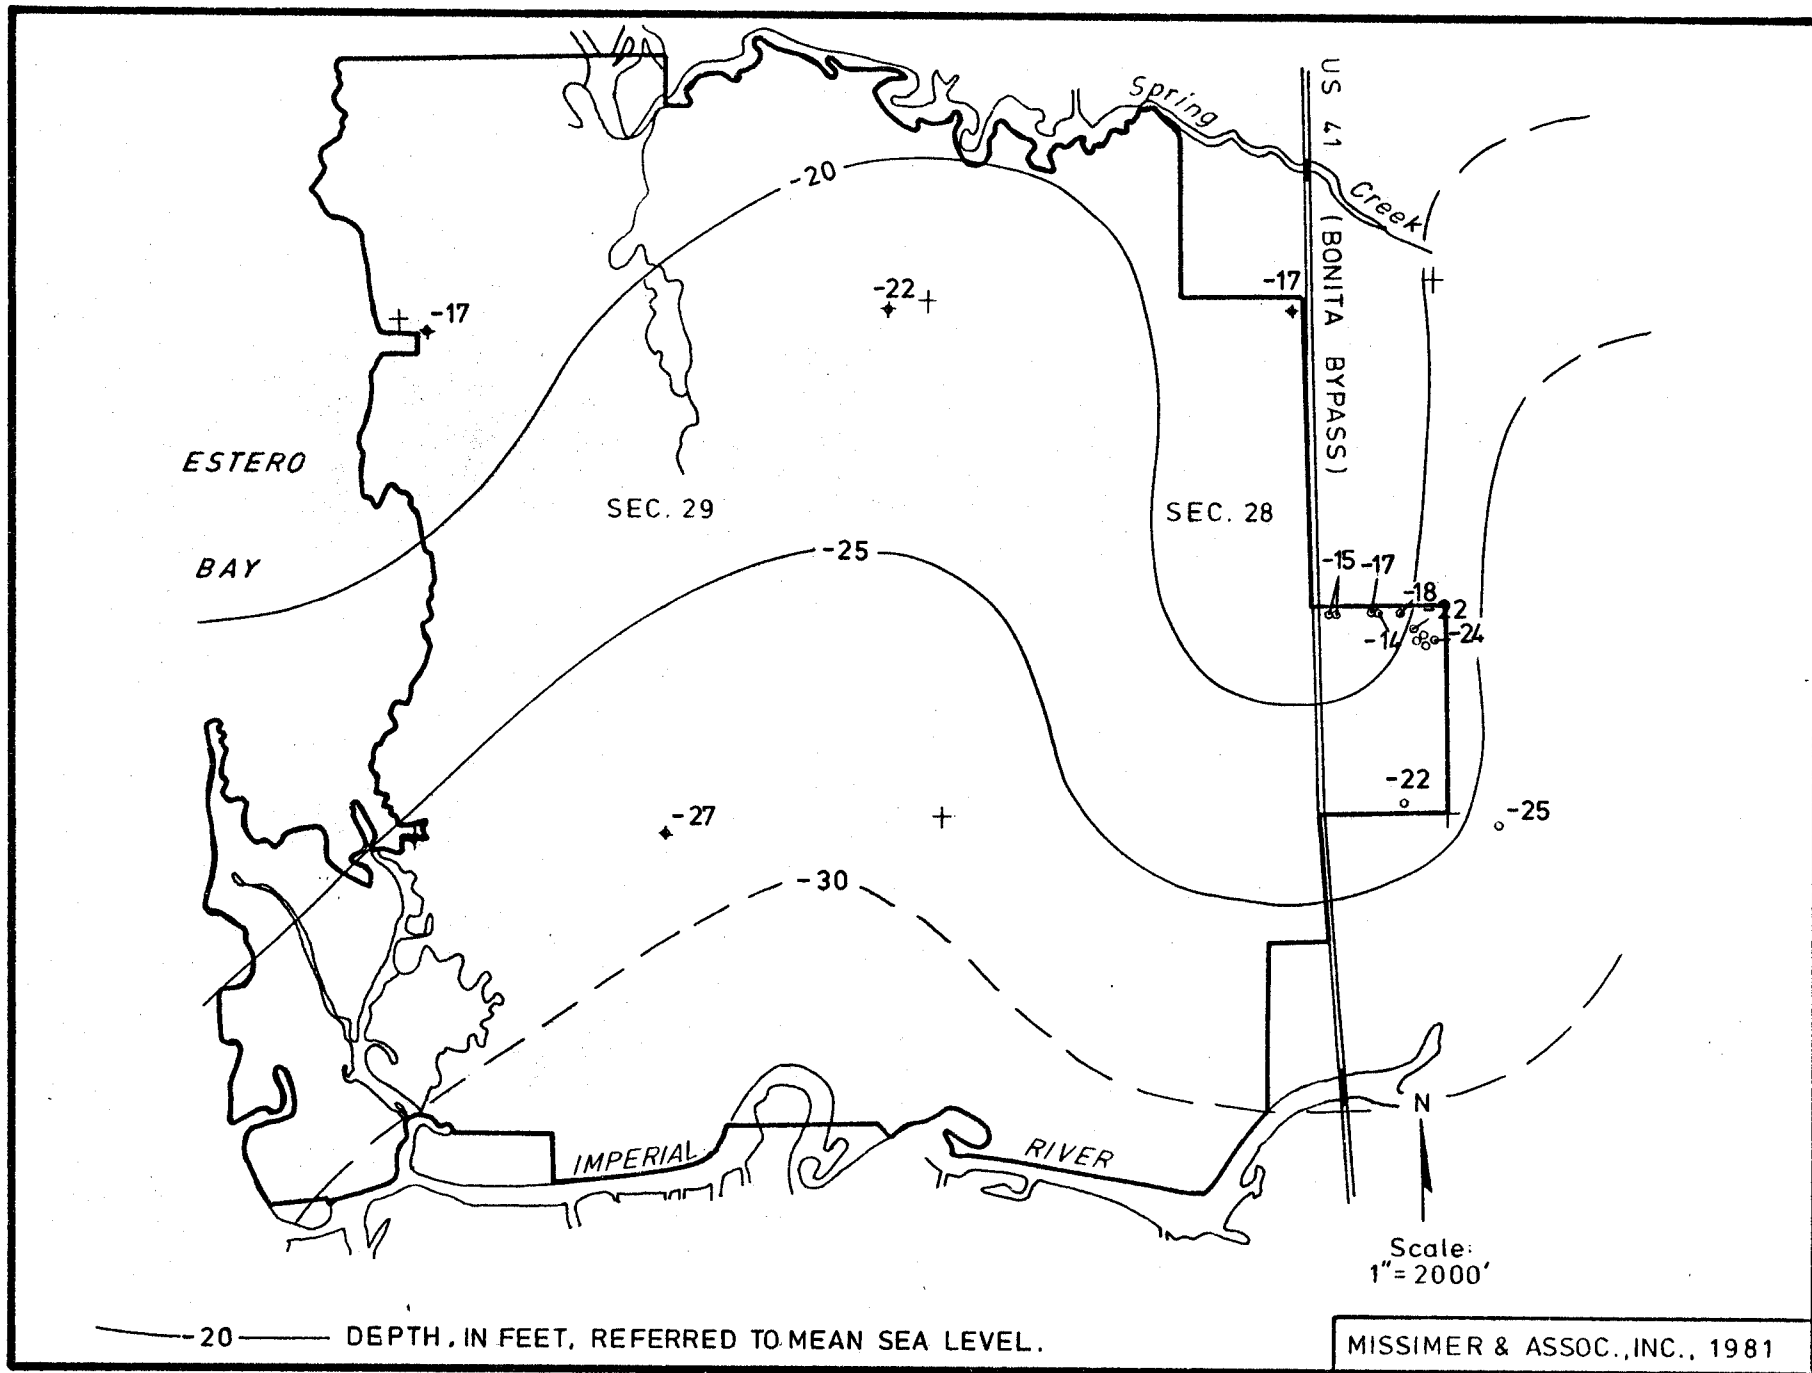 Spring
Creek
US 41 (BONITA BYPASS)
-20
-17
-22
-17
ESTERO
BAY
SEC. 29
SEC. 28
-25
-15
-17
-18
-22
-14
-24
-22
-27
-25
-30
IMPERIAL
RIVER
N
Scale:
1"=2000'
-20 DEPTH. IN FEET, REFERRED TO MEAN SEA LEVEL.
MISSIMER & ASSOC., INC., 1981